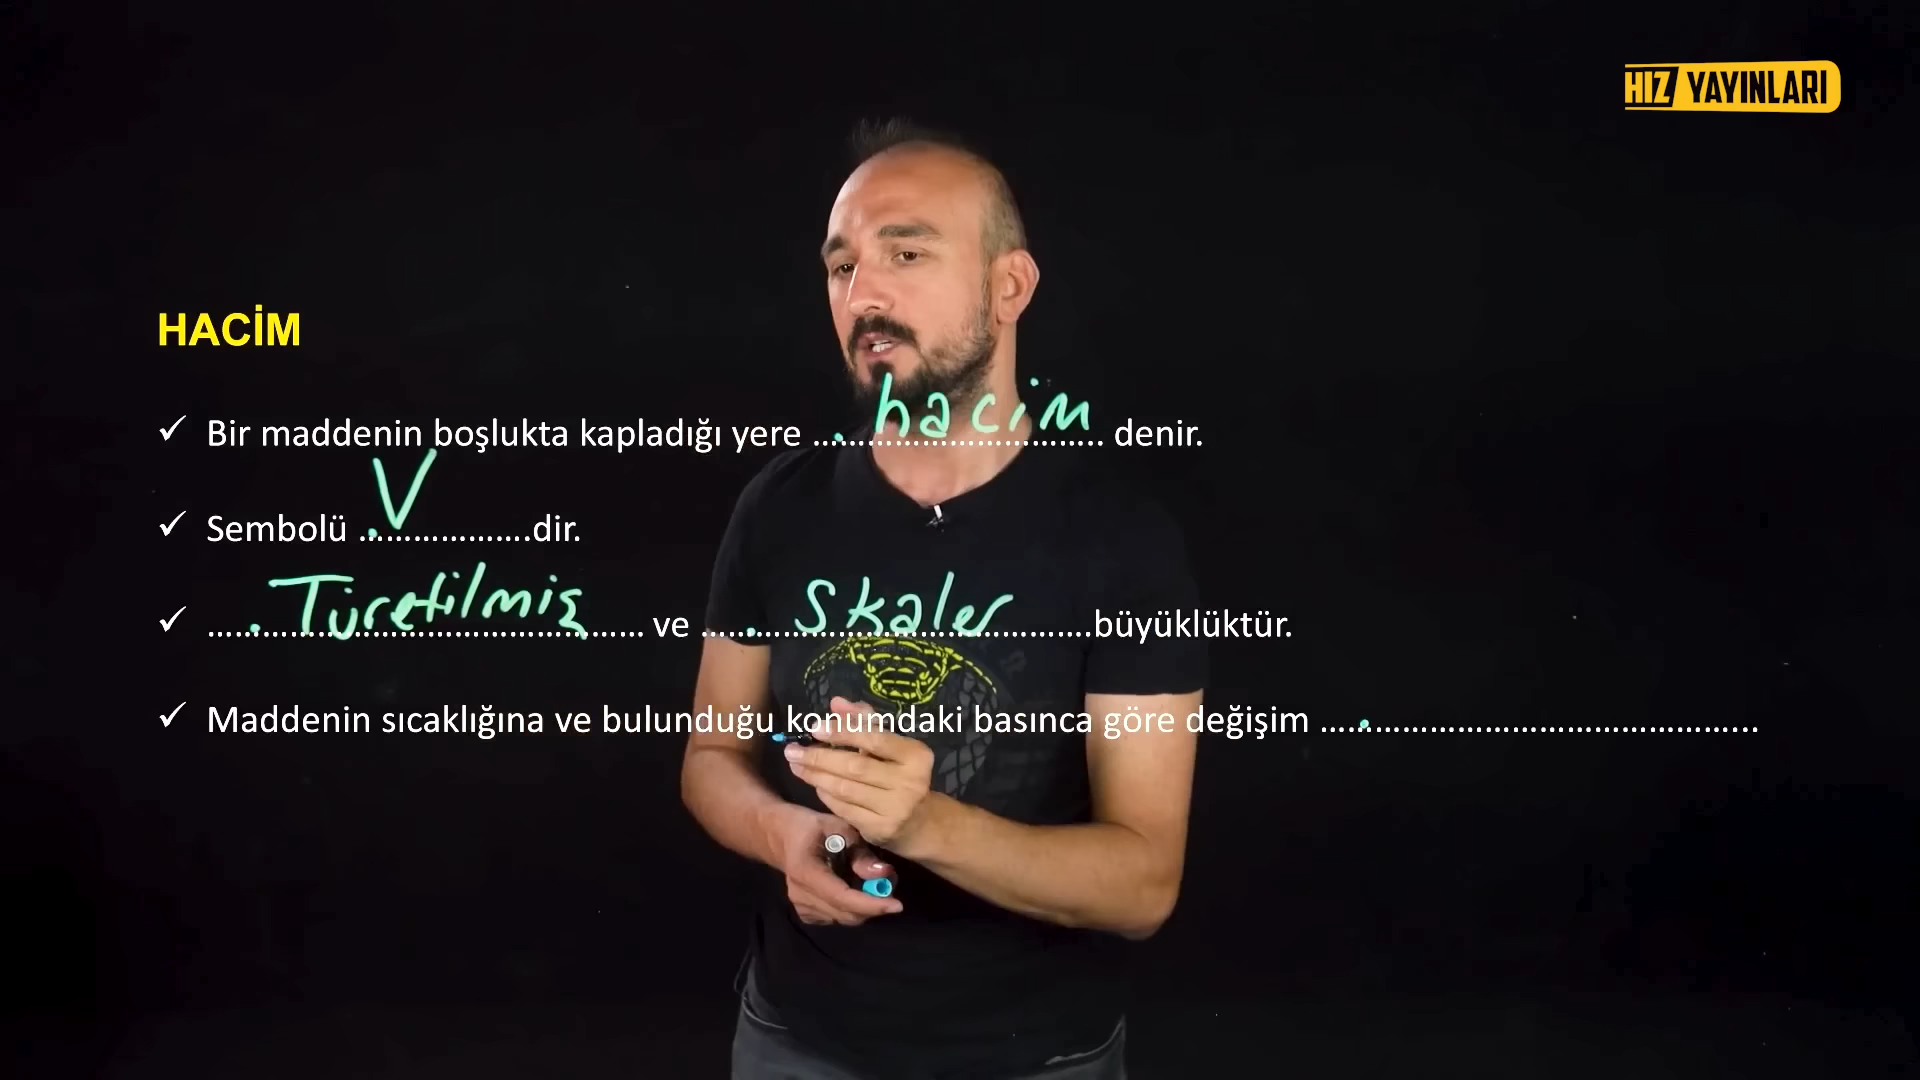 HIZ YAYINLARI
HACİM
✓ Bir maddenin boşlukta kapladığı yere ..hacim.. denir.
✓ Sembolü ..V..dir.
✓ ..Türetilmiş.. ve ..Skaler..büyüklüktür.
✓ Maddenin sıcaklığına ve bulunduğu konumdaki basınca göre değişim ....